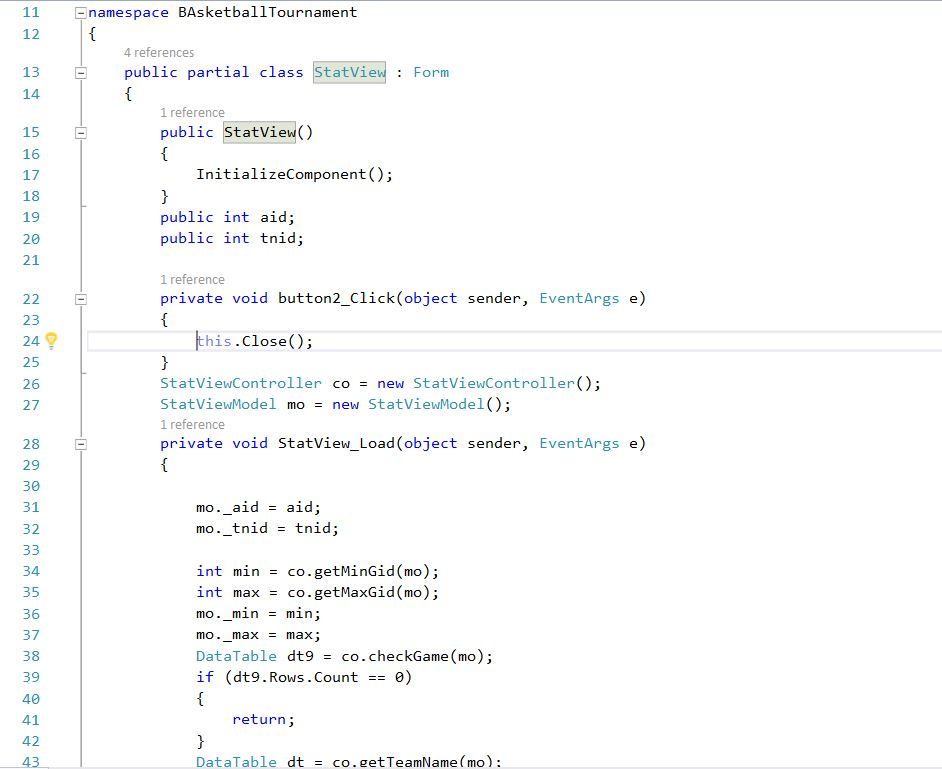 11 namespace BAsketballTournament
12 {
4 references
13 public partial class StatView : Form
14 {
1 reference
15 public StatView()
16 {
17 InitializeComponent();
18 }
19 public int aid;
20 public int tnid;
21
1 reference
22 private void button2_Click(object sender, EventArgs e)
23 {
24 this.Close();
25 }
26 StatViewController co = new StatViewController();
27 StatViewModel mo = new StatViewModel();
1 reference
28 private void StatView_Load(object sender, EventArgs e)
29 {
30
31 mo._aid = aid;
32 mo._tnid = tnid;
33
34 int min = co.getMinGid(mo);
35 int max = co.getMaxGid(mo);
36 mo._min = min;
37 mo._max = max;
38 DataTable dt9 = co.checkGame(mo);
39 if (dt9.Rows.Count == 0)
40 {
41 return;
42 }
43 DataTable dt = co.getTeamName(mo);